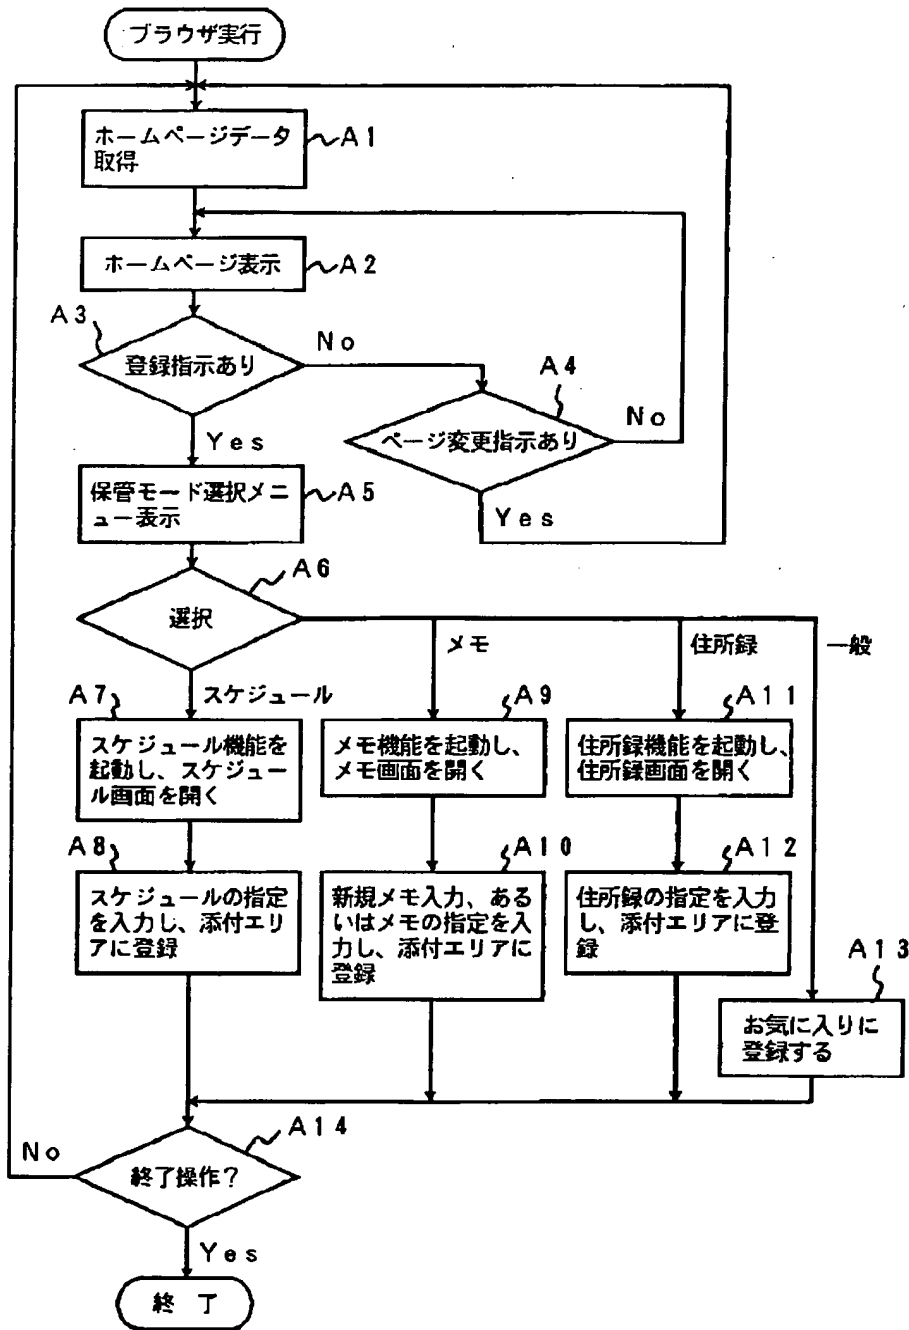 ブラウザ実行
ホームページデータ
取得
A1
ホームページ表示
A2
A3
登録指示あり
No
A4
ページ変更指示あり
No
Yes
Yes
保管モード選択メニ
ュー表示
A5
A6
選択
メモ
住所録
一般
スケジュール
A7
スケジュール機能を
起動し、スケジュー
ル画面を開く
A9
メモ機能を起動し、
メモ画面を開く
A11
住所録機能を起動し、
住所録画面を開く
A8
スケジュールの指定
を入力し、添付エリ
アに登録
A10
新規メモ入力、ある
いはメモの指定を入
力し、添付エリアに
登録
A12
住所録の指定を入力
し、添付エリアに登
録
A13
お気に入りに
登録する
A14
終了操作？
No
Yes
終 了